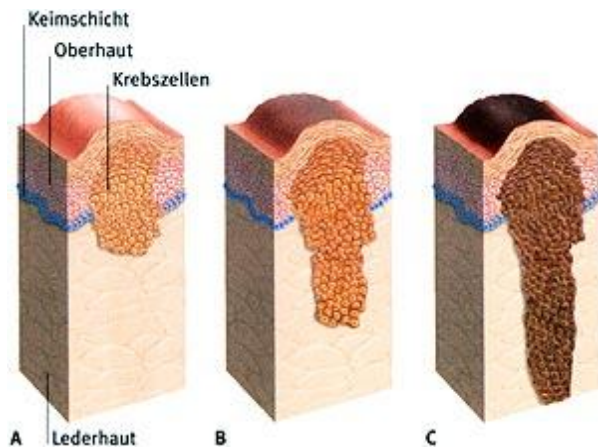 Keimschicht
Oberhaut
Krebszellen
A
Lederhaut
B
C